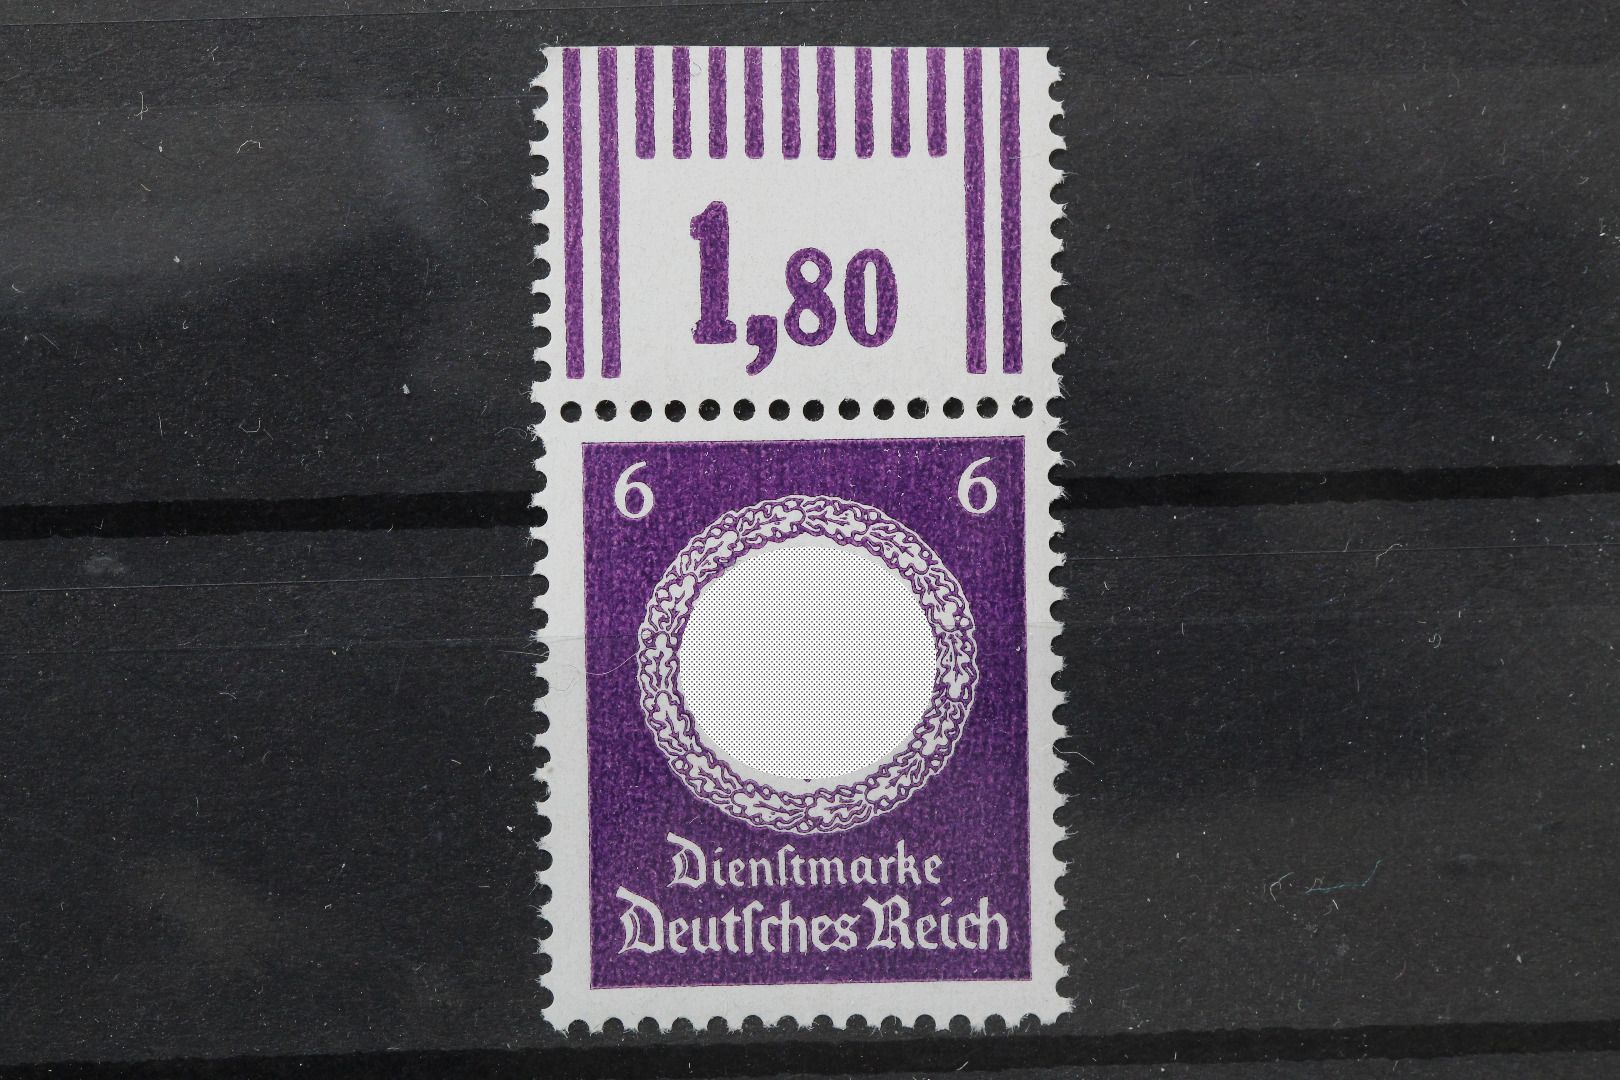 1,80
6 6
Dienſtmarke
Deutſches Reich